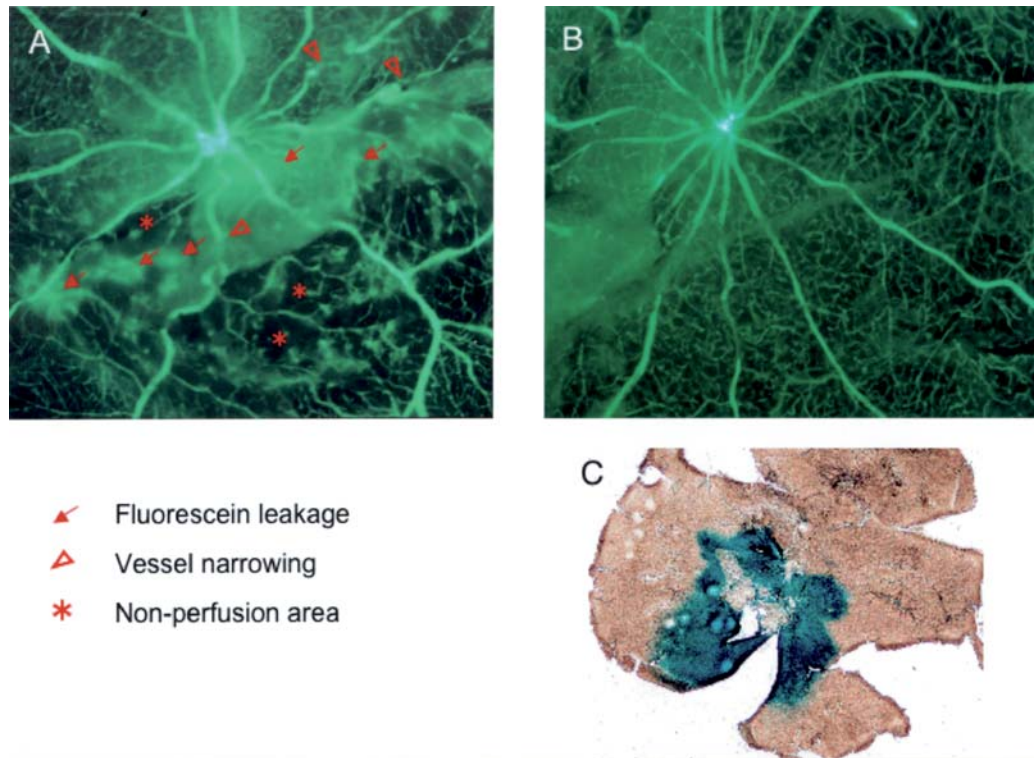 A
B
C
Fluorescein leakage
Vessel narrowing
Non-perfusion area